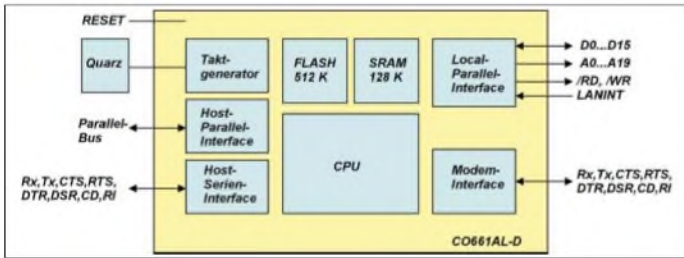 RESET
Quarz
Takt-
generator
FLASH
512 K
SRAM
128 K
Local-
Parallel-
Interface
D0...D15
A0...A19
/RD, /WR
LANINT
Parallel-
Bus
Host-
Parallel-
Interface
CPU
Rx,Tx,CTS,RTS,
DTR,DSR,CD,RI
Host-
Serien-
Interface
Modem-
Interface
Rx,Tx,CTS,RTS,
DTR,DSR,CD,RI
CO661AL-D